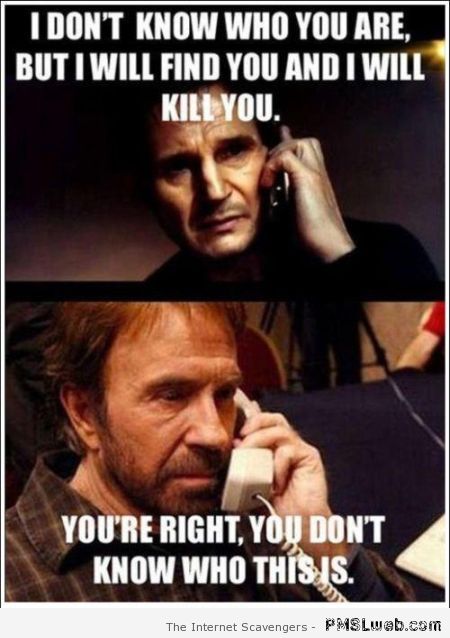 I DON'T KNOW WHO YOU ARE,
BUT I WILL FIND YOU AND I WILL
KILL YOU.
YOU'RE RIGHT, YOU DON'T
KNOW WHO THIS IS.
The Internet Scavengers - PMSLweb.com